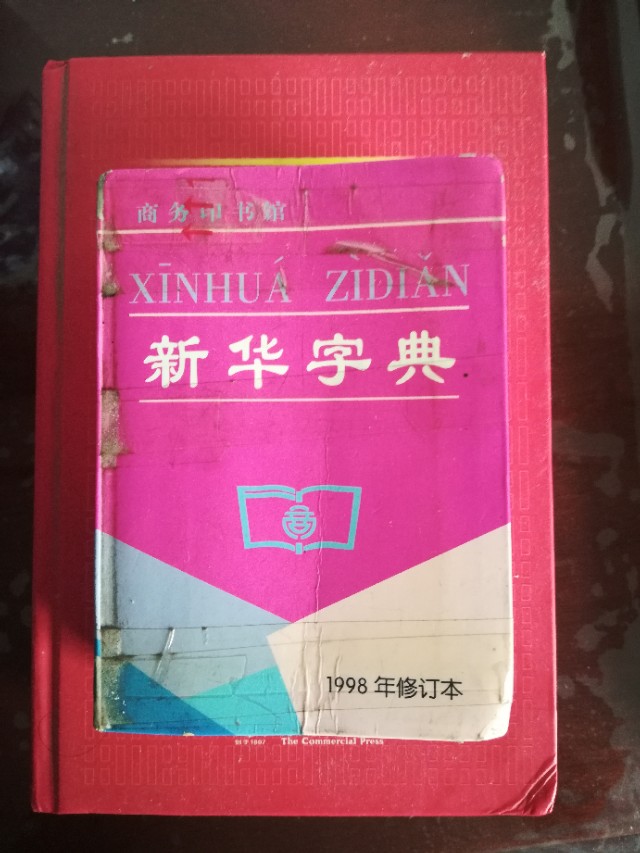 商务印书馆
XĪNHUÁ ZÌDIǍN
新华字典
1998 年修订本
The Commercial Press